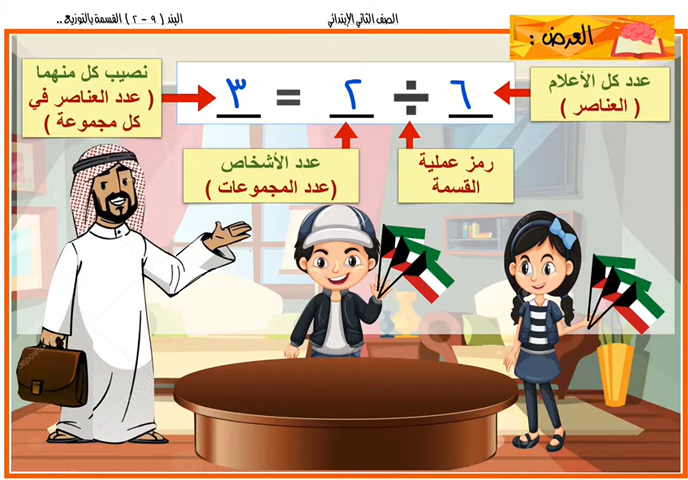 البند ( ٩ - ٢ ) القسمة بالتوزيع ..
الصف الثاني الإبتدائي
العرض :
عدد كل الأعلام
( العناصر )
٦ ÷ ٢ = ٣
نصيب كل منهما
( عدد العناصر في
كل مجموعة )
رمز عملية
القسمة
عدد الأشخاص
(عدد المجموعات )